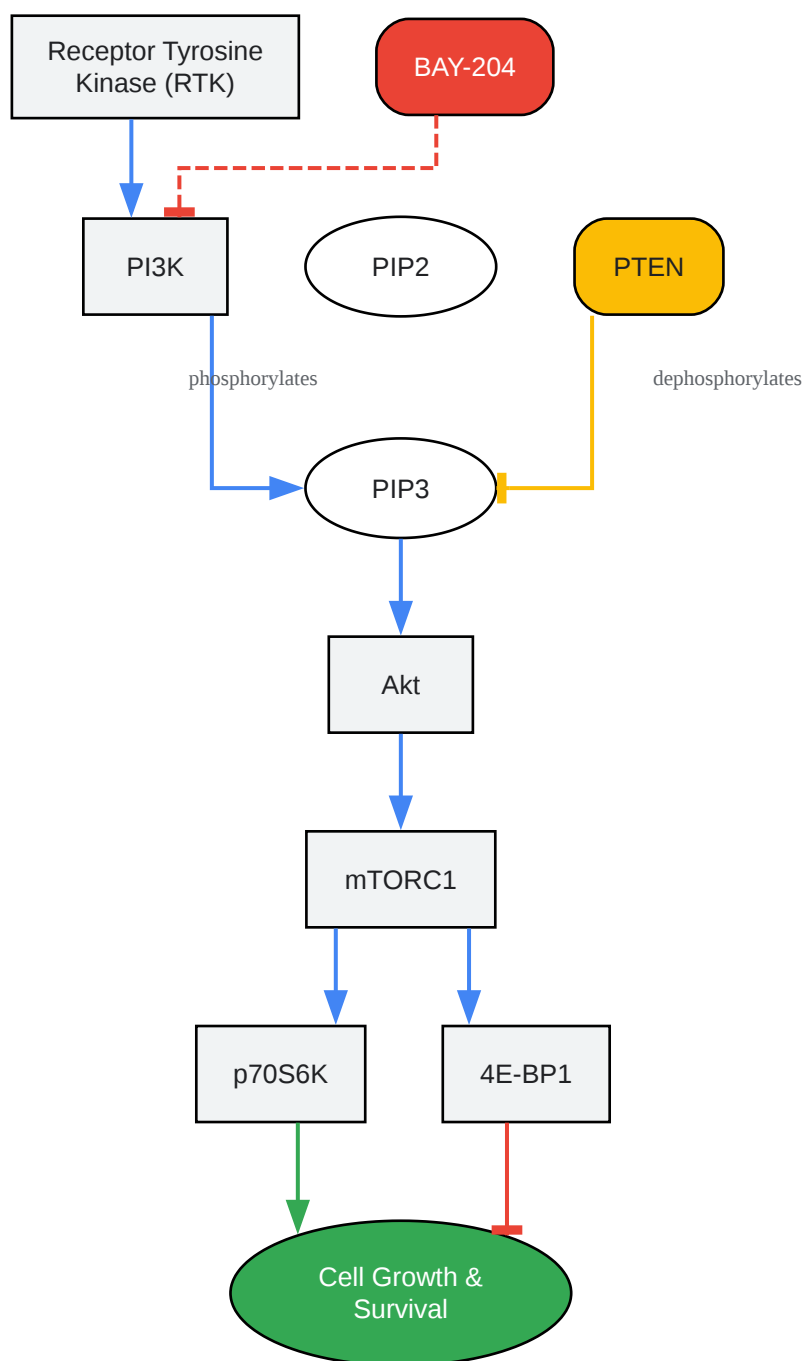 Receptor Tyrosine
Kinase (RTK)
BAY-204
PI3K
PIP2
PTEN
phosphorylates
dephosphorylates
PIP3
Akt
mTORC1
p70S6K
4E-BP1
Cell Growth &
Survival